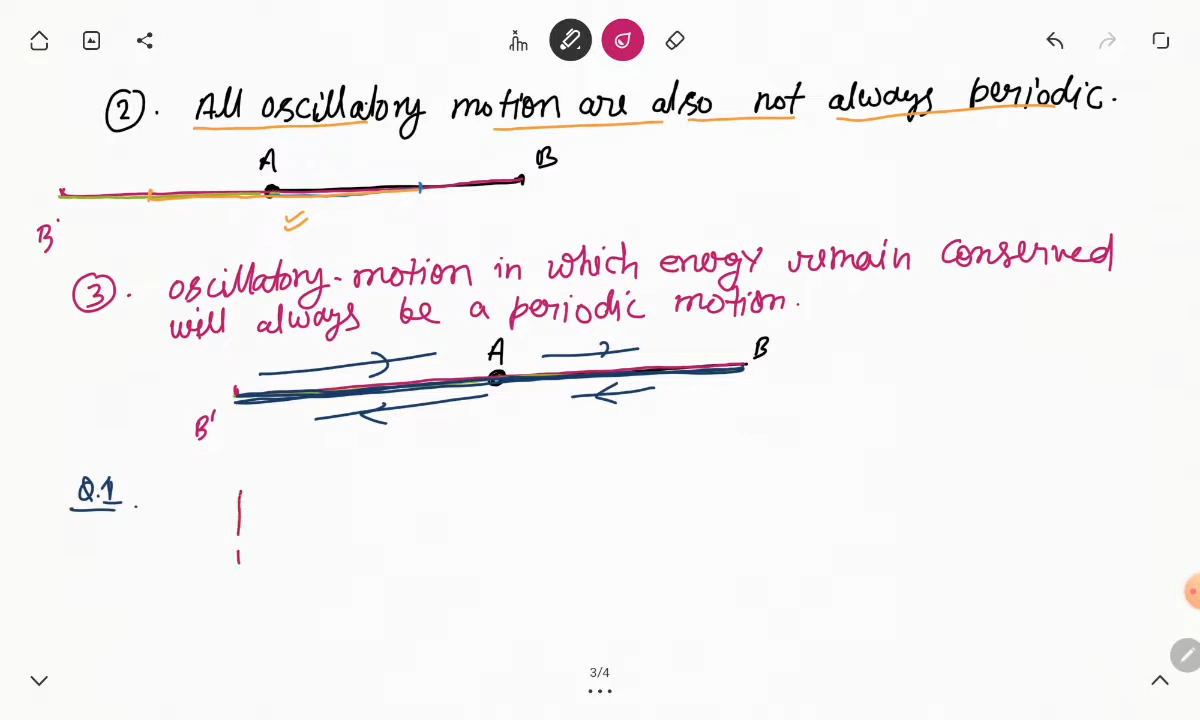 ②. All oscillatory motion are also not always periodic.
A B
B'
③. oscillatory-motion in which energy remain conserved
will always be a periodic motion.
A B
B'
Q.1.
3/4